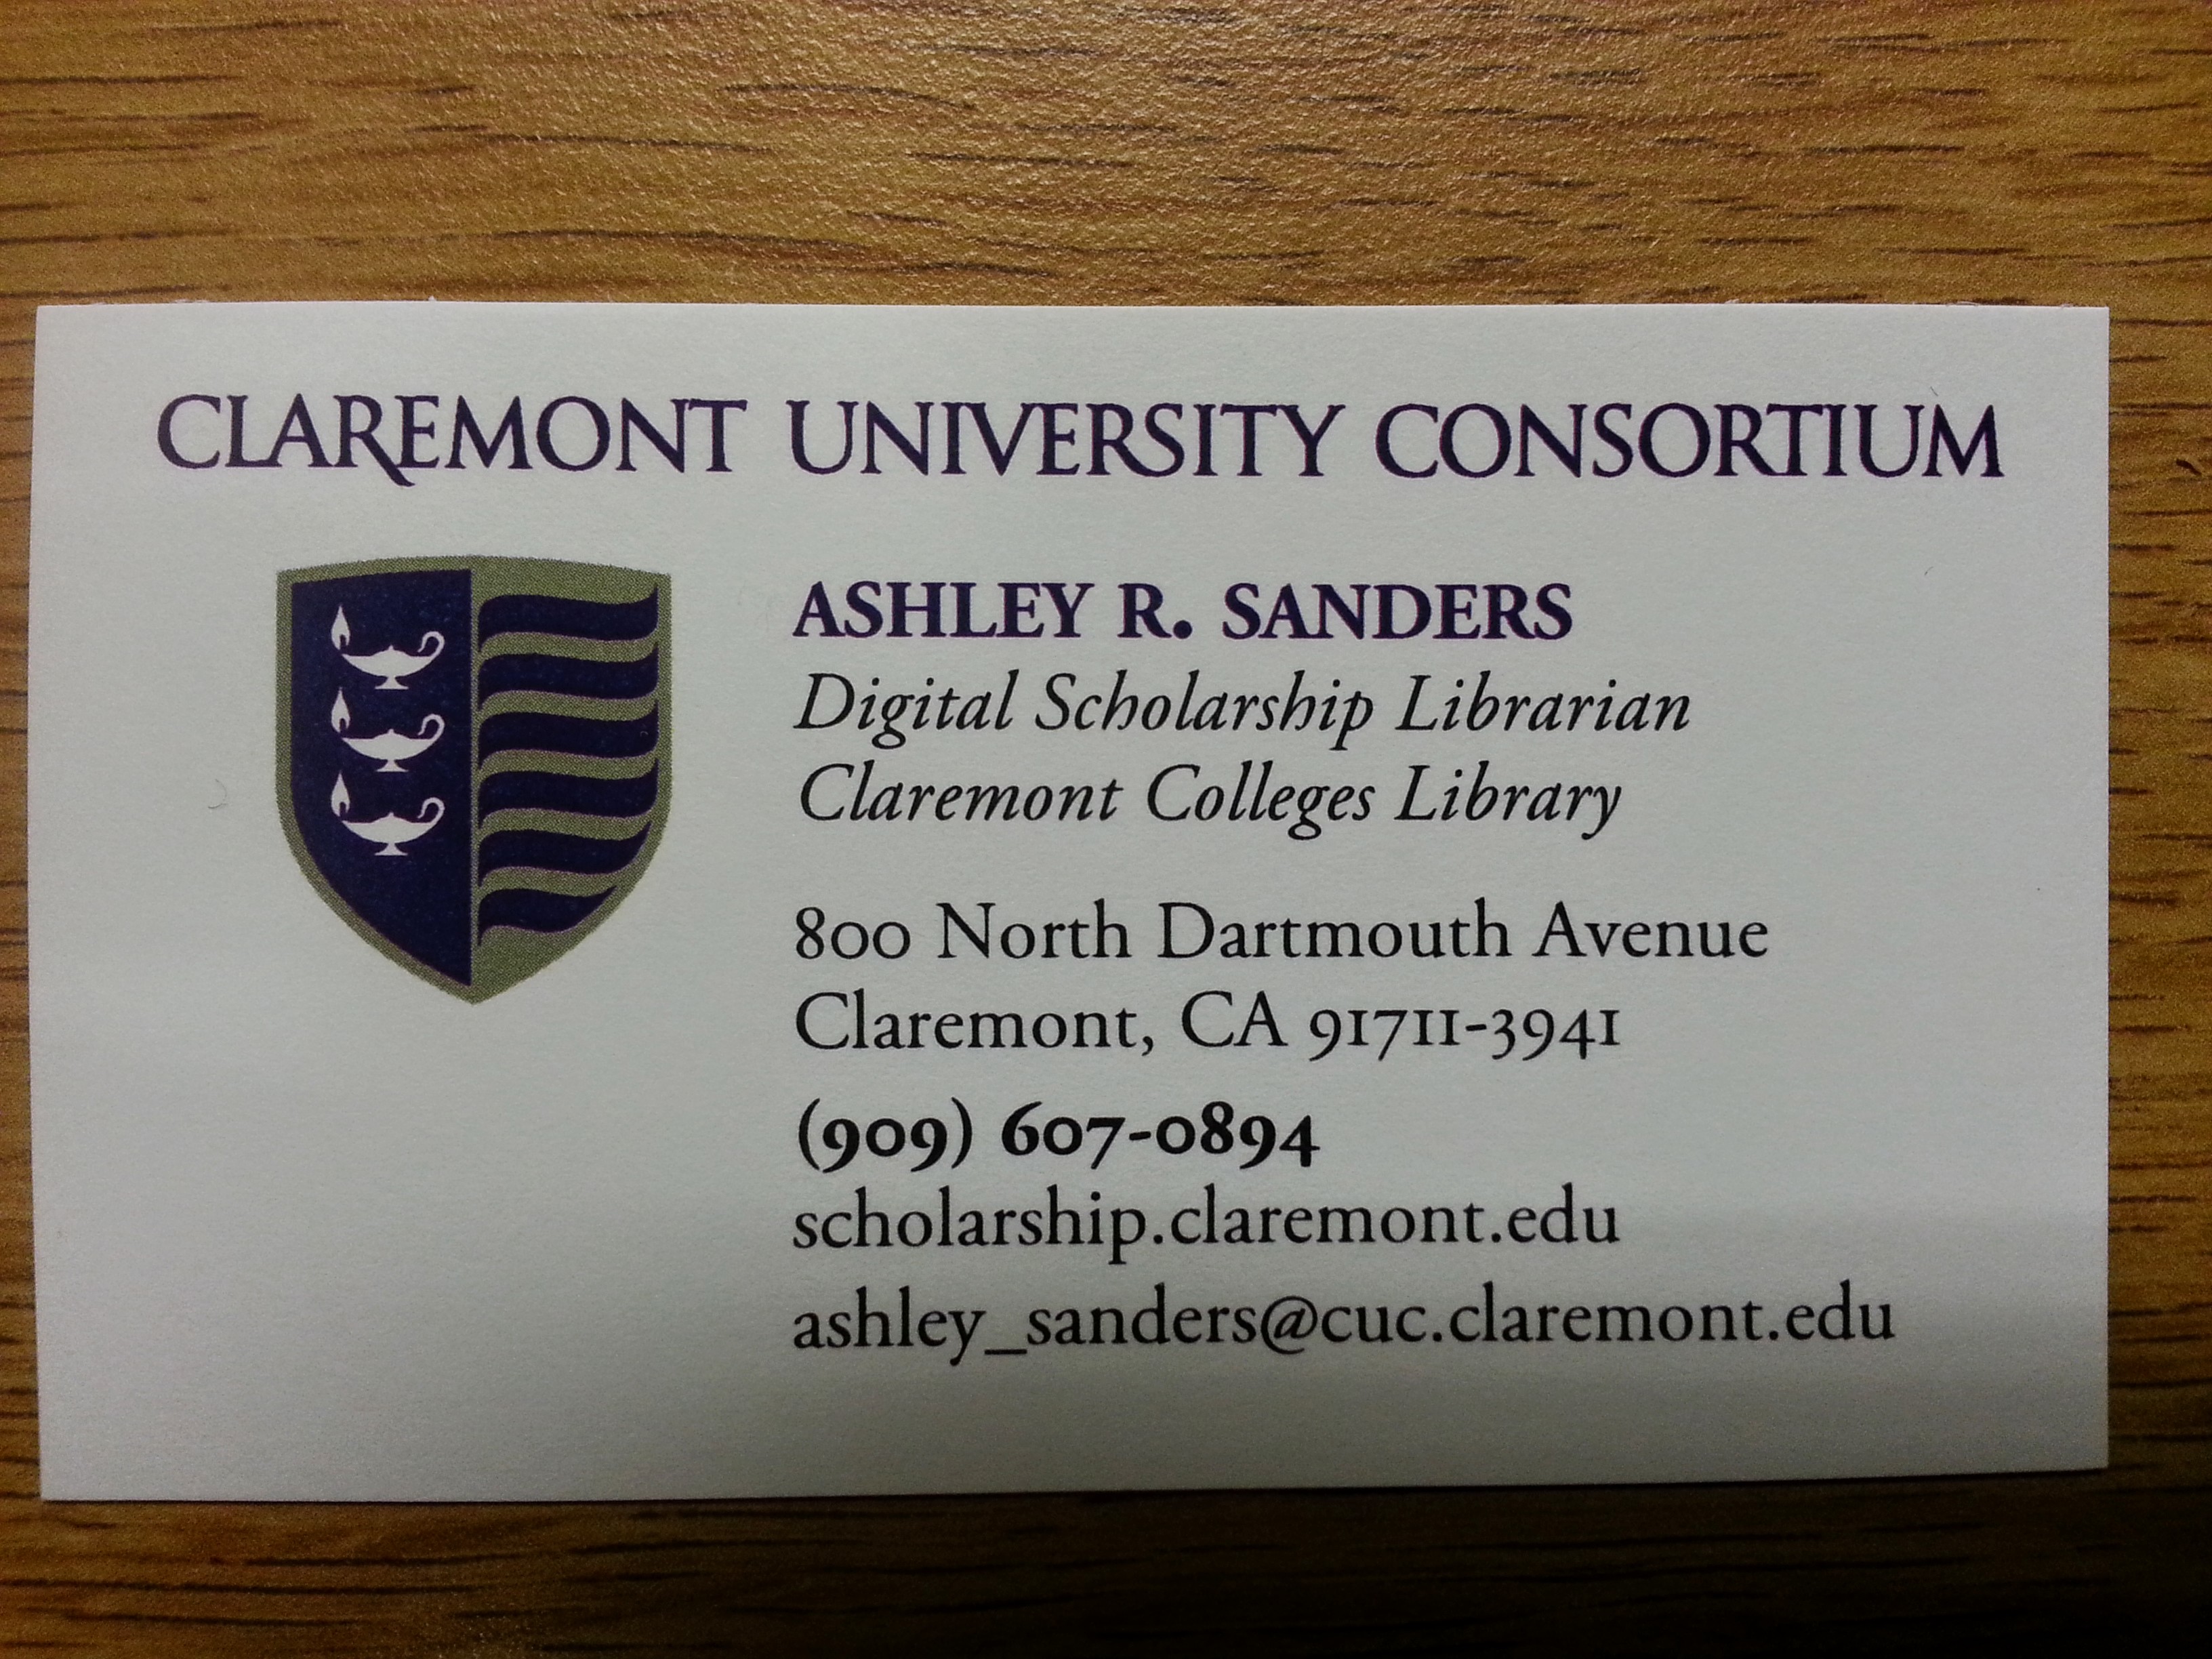 CLAREMONT UNIVERSITY CONSORTIUM
ASHLEY R. SANDERS
Digital Scholarship Librarian
Claremont Colleges Library
800 North Dartmouth Avenue
Claremont, CA 91711-3941
(909) 607-0894
scholarship.claremont.edu
ashley_sanders@cuc.claremont.edu